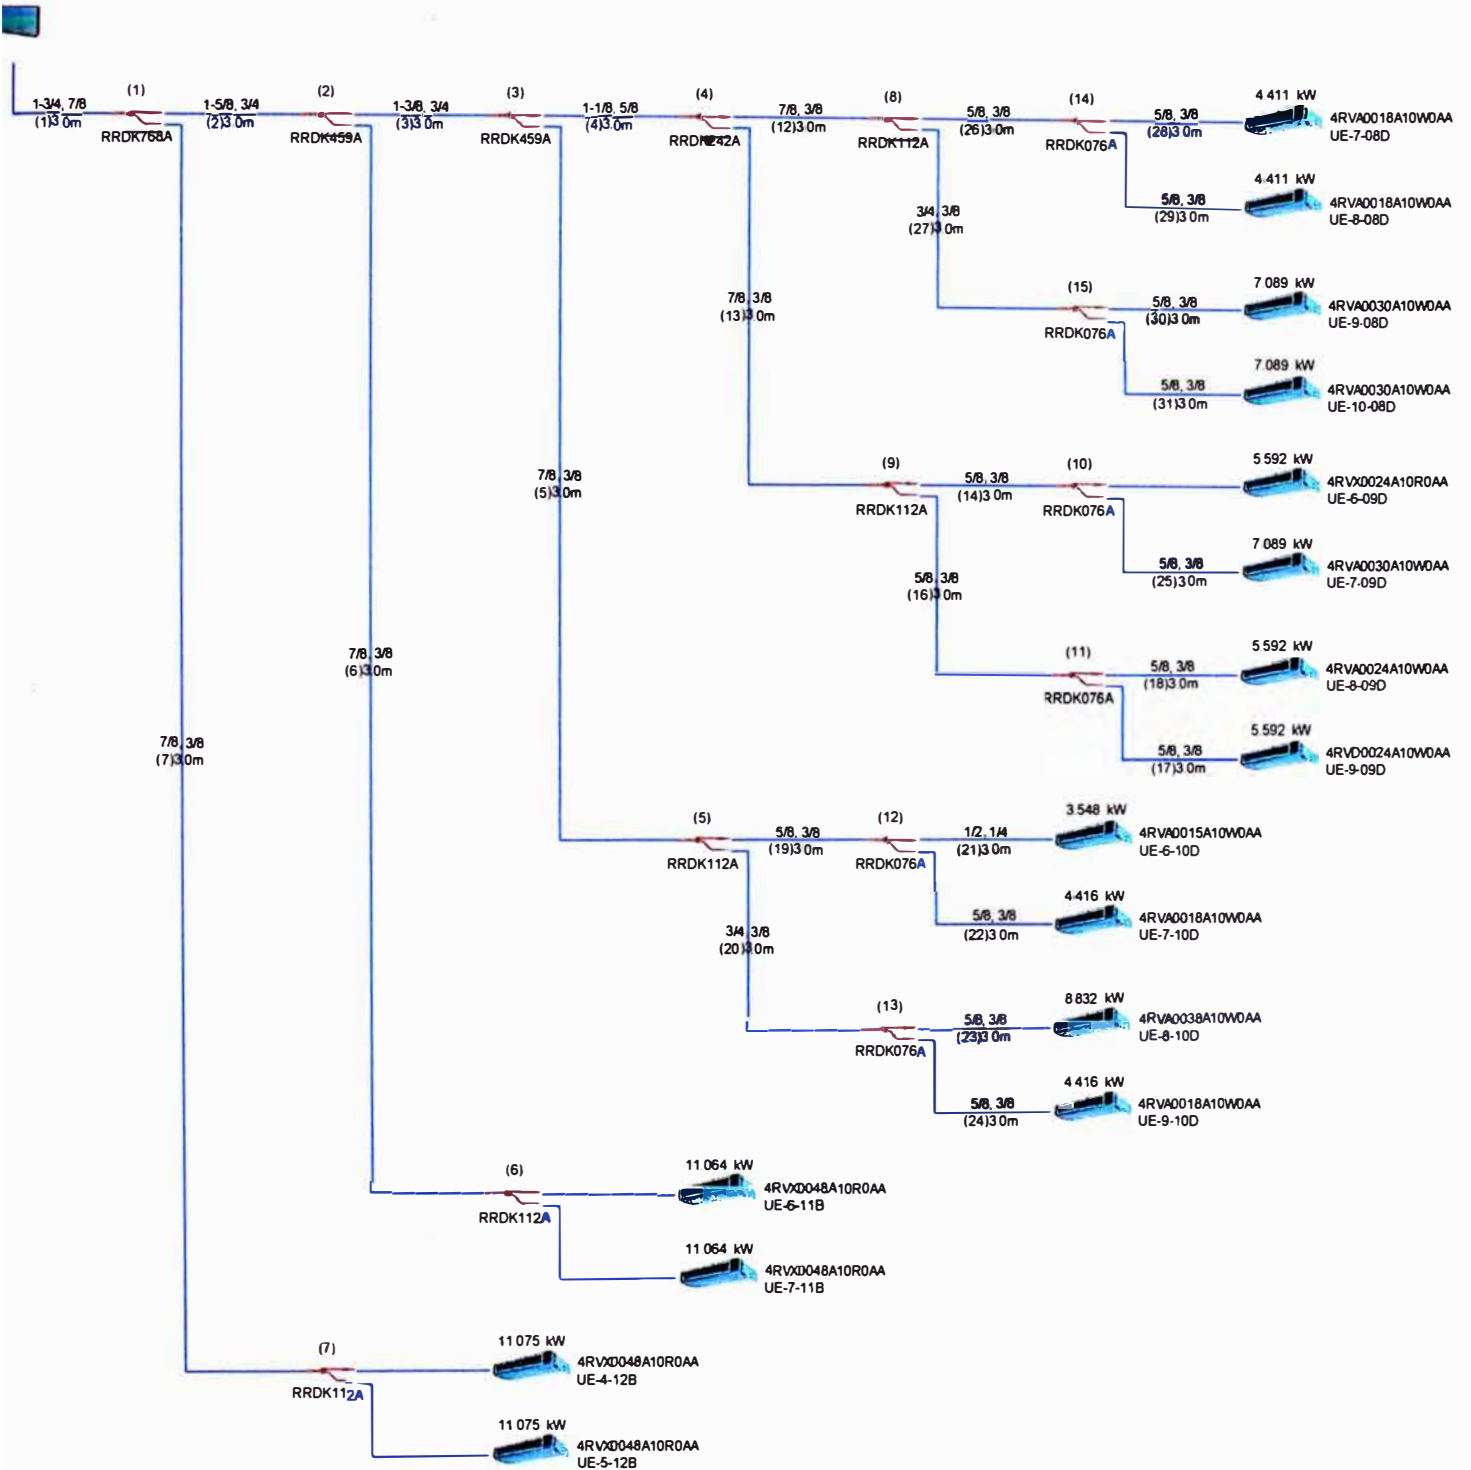 (1)
(2)
(3)
(4)
(8)
(14)
1-3/4, 7/8
(1)3.0m
RRDK768A
1-5/8, 3/4
(2)3.0m
RRDK459A
1-3/8, 3/4
(3)3.0m
RRDK459A
1-1/8, 5/8
(4)3.0m
RRDK242A
7/8, 3/8
(12)3.0m
RRDK112A
5/8, 3/8
(26)3.0m
RRDK076A
5/8, 3/8
(28)3.0m
4.411 kW
4RVA0018A10W0AA
UE-7-08D
4.411 kW
5/8, 3/8
(29)3.0m
4RVA0018A10W0AA
UE-8-08D
3/4, 3/8
(27)3.0m
(15)
RRDK076A
7.089 kW
5/8, 3/8
(30)3.0m
4RVA0030A10W0AA
UE-9-08D
7.089 kW
5/8, 3/8
(31)3.0m
4RVA0030A10W0AA
UE-10-08D
7/8, 3/8
(13)3.0m
(9)
RRDK112A
5/8, 3/8
(14)3.0m
(10)
RRDK076A
5.592 kW
4RVX0024A10R0AA
UE-6-09D
7.089 kW
5/8, 3/8
(25)3.0m
4RVA0030A10W0AA
UE-7-09D
5/8, 3/8
(16)3.0m
(11)
RRDK076A
5.592 kW
5/8, 3/8
(18)3.0m
4RVA0024A10W0AA
UE-8-09D
5.592 kW
5/8, 3/8
(17)3.0m
4RVD0024A10W0AA
UE-9-09D
7/8, 3/8
(5)3.0m
(5)
RRDK112A
5/8, 3/8
(19)3.0m
(12)
RRDK076A
1/2, 1/4
(21)3.0m
3.548 kW
4RVA0015A10W0AA
UE-6-10D
5/8, 3/8
(22)3.0m
4.416 kW
4RVA0018A10W0AA
UE-7-10D
3/4, 3/8
(20)3.0m
(13)
RRDK076A
5/8, 3/8
(23)3.0m
8.832 kW
4RVA0038A10W0AA
UE-8-10D
5/8, 3/8
(24)3.0m
4.416 kW
4RVA0018A10W0AA
UE-9-10D
7/8, 3/8
(6)3.0m
(6)
RRDK112A
11.064 kW
4RVX0048A10R0AA
UE-6-11B
11.064 kW
4RVX0048A10R0AA
UE-7-11B
7/8, 3/8
(7)3.0m
(7)
RRDK112A
11.075 kW
4RVX0048A10R0AA
UE-4-12B
11.075 kW
4RVX0048A10R0AA
UE-5-12B